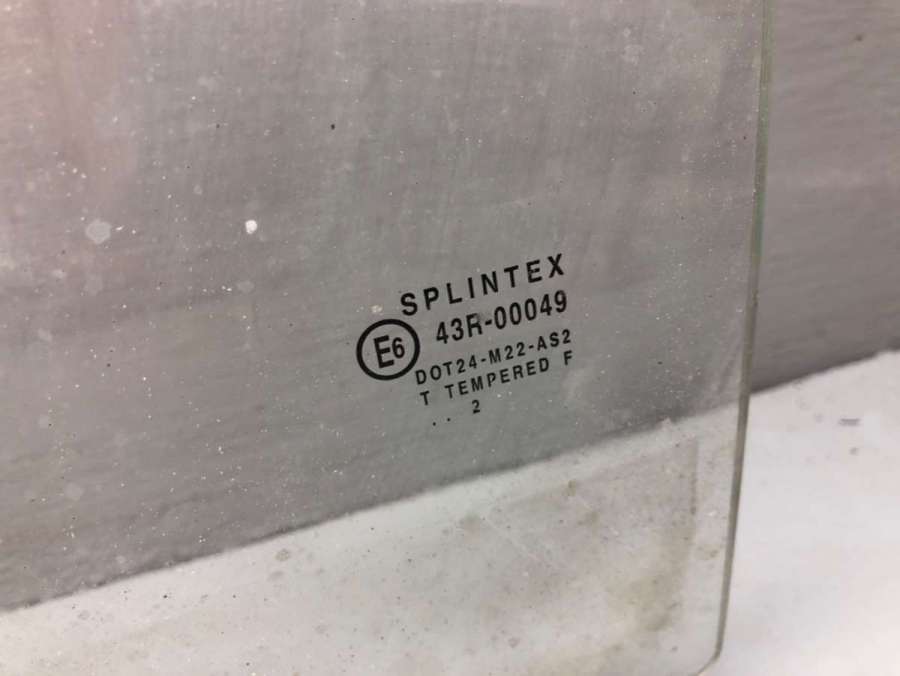 SPLINTEX
E6 43R-00049
DOT24-M22-AS2
T TEMPERED F
.. 2